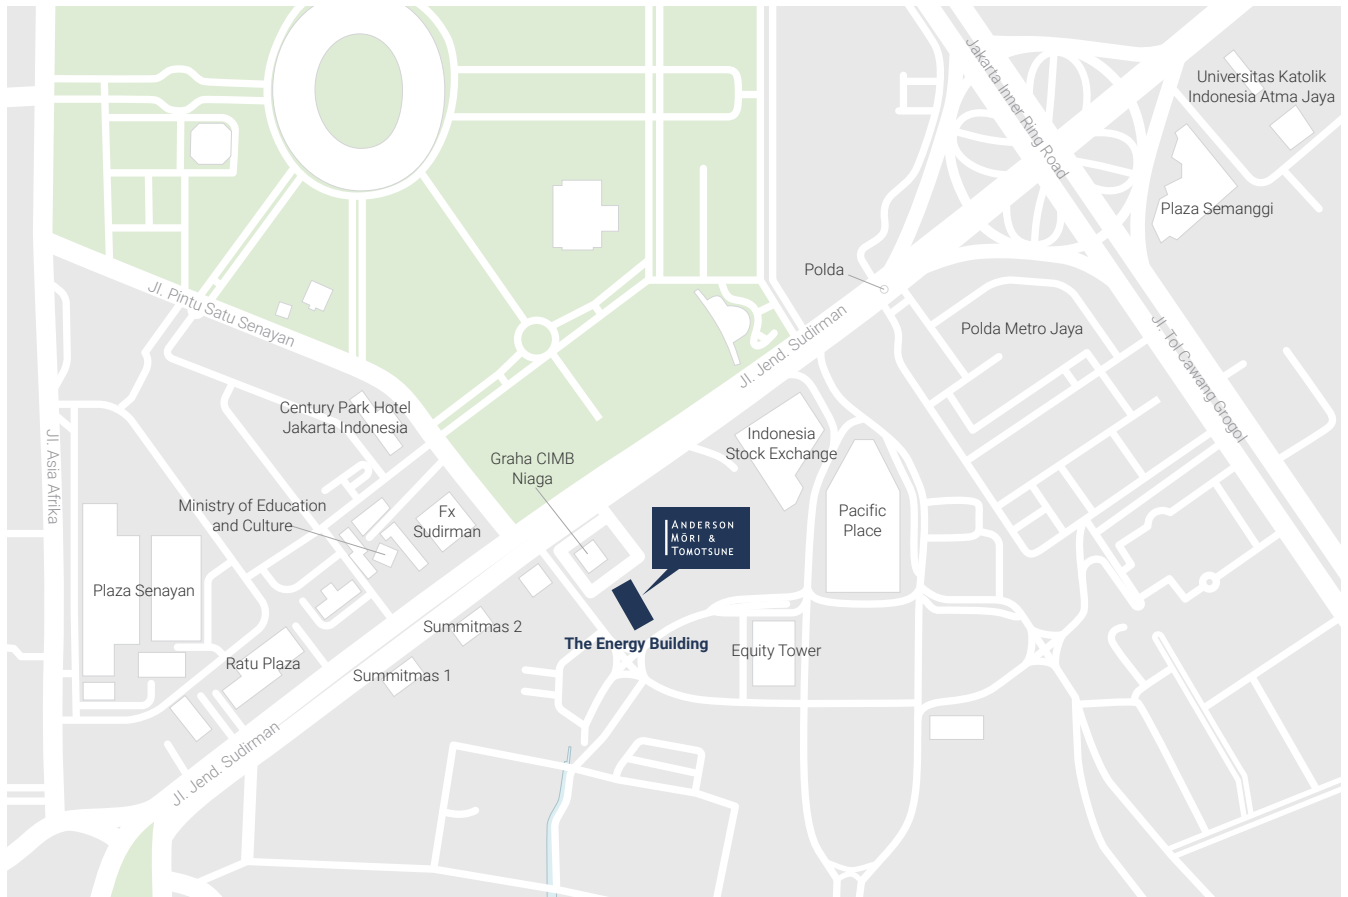 Jakarta Inner Ring Road
Universitas Katolik
Indonesia Atma Jaya
Plaza Semanggi
Polda
Jl. Pintu Satu Senayan
Jl. Jend. Sudirman
Polda Metro Jaya
Jl. Tol Cawang Grogol
Century Park Hotel
Jakarta Indonesia
Indonesia
Stock Exchange
Jl. Asia Afrika
Graha CIMB
Niaga
Ministry of Education
and Culture
Fx
Sudirman
Pacific
Place
ANDERSON
MŌRI &
TOMOTSUNE
Plaza Senayan
Summitmas 2
The Energy Building
Equity Tower
Ratu Plaza
Summitmas 1
Jl. Jend. Sudirman